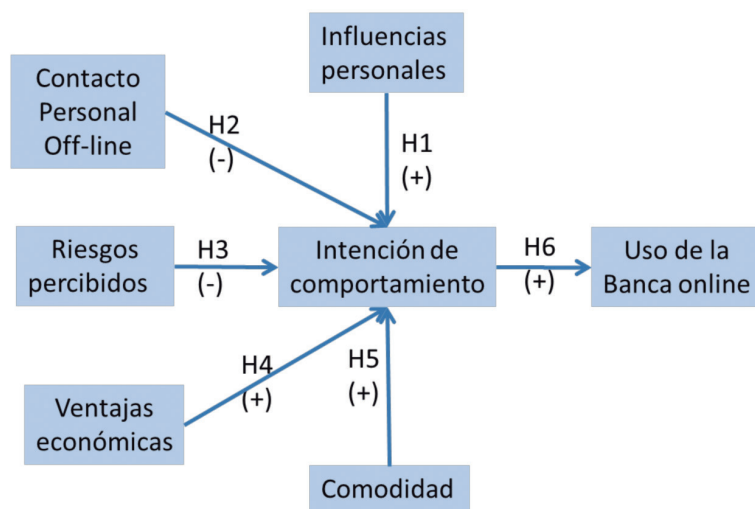 Influencias
personales
Contacto
Personal
Off-line
H2
(-)
H1
(+)
Riesgos
percibidos
H3
(-)
Intención de
comportamiento
H6
(+)
Uso de la
Banca online
H4
(+)
H5
(+)
Ventajas
económicas
Comodidad